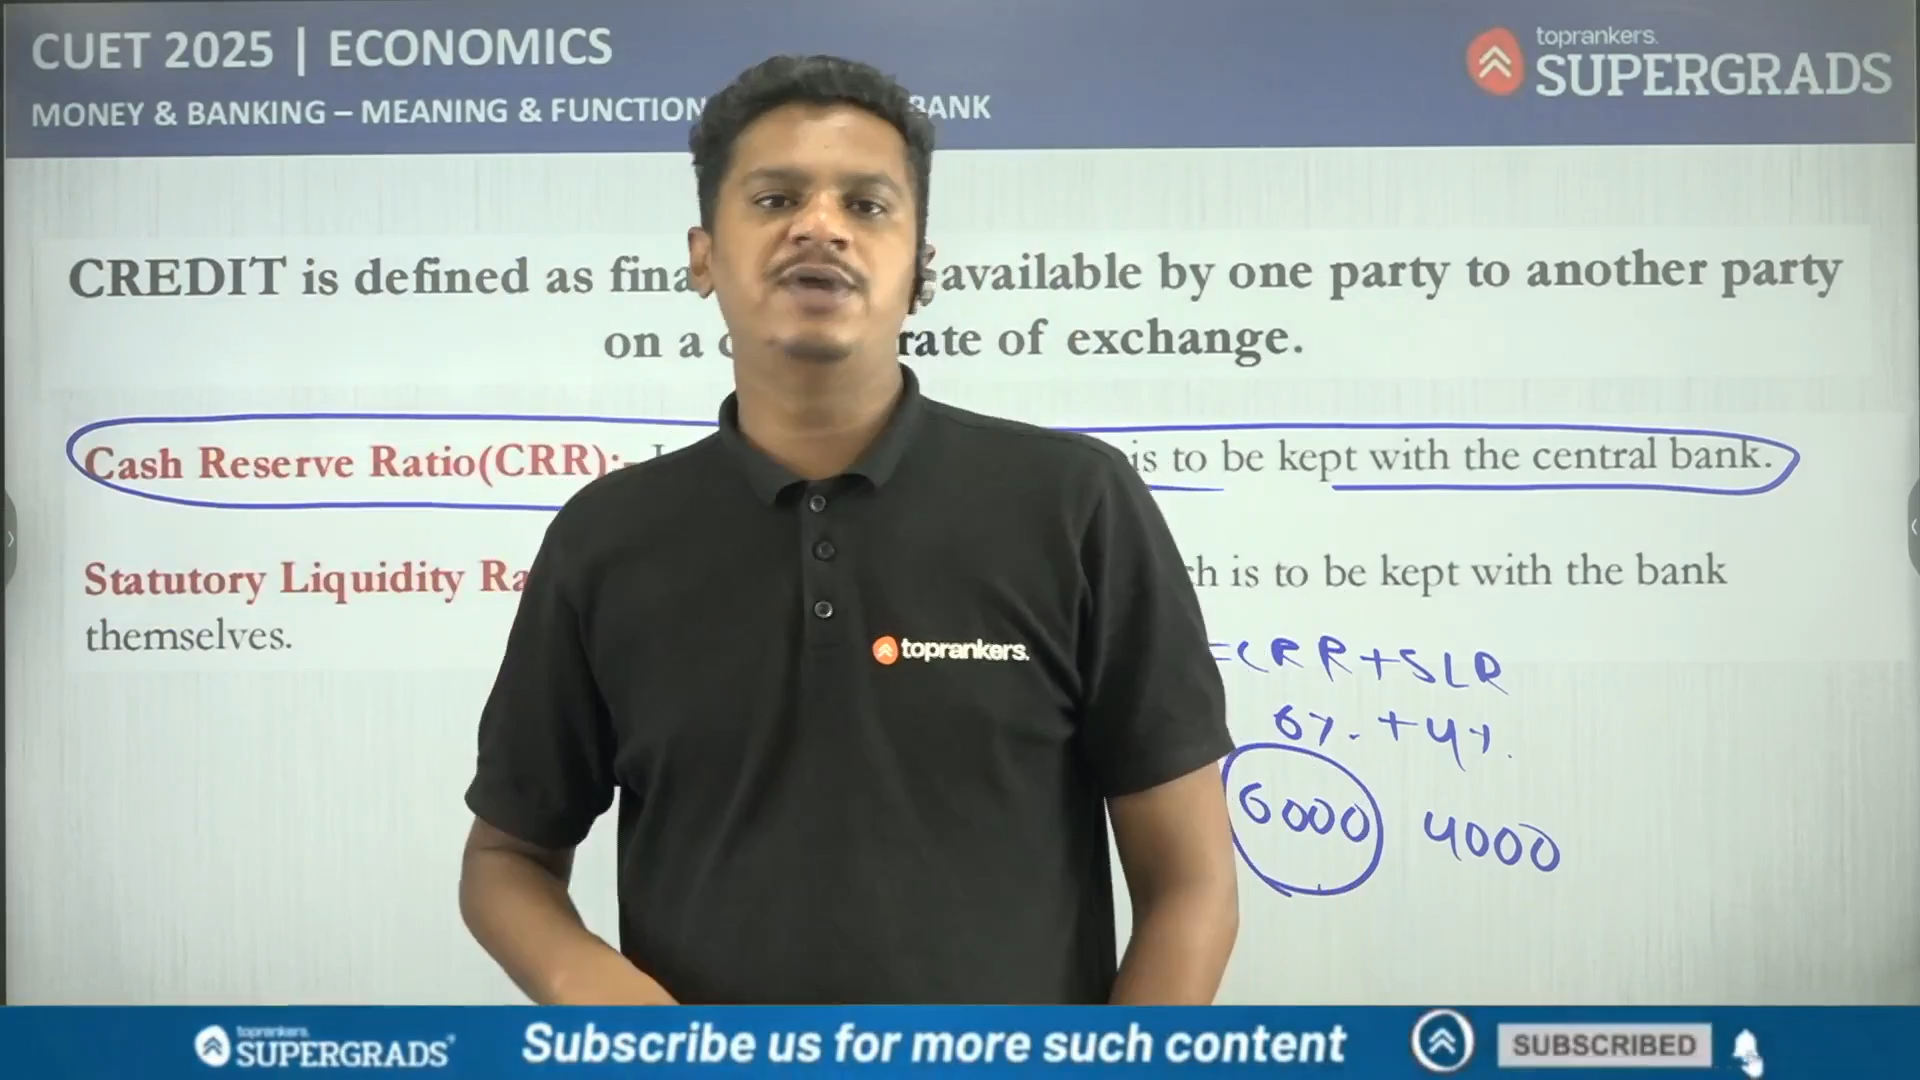 CUET 2025 | ECONOMICS
MONEY & BANKING – MEANING & FUNCTION BANK
toprankers.
SUPERGRADS
CREDIT is defined as available by one party to another party
on a rate of exchange.
Cash Reserve Ratio(CRR):- is to be kept with the central bank.
Statutory Liquidity is to be kept with the bank
themselves.
=CRR+SLR
6%. +4%.
6000 4000
toprankers.
toprankers.
SUPERGRADS
Subscribe us for more such content
SUBSCRIBED